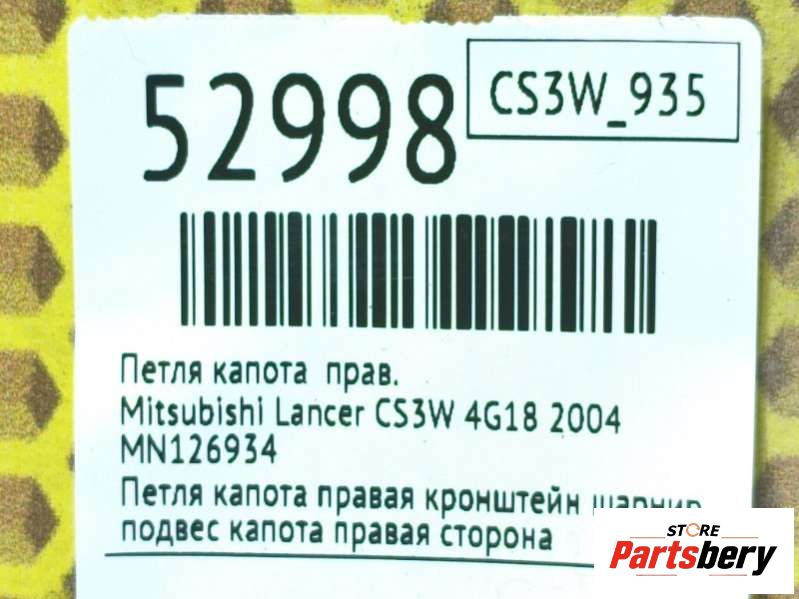 52998
CS3W_935
Петля капота прав.
Mitsubishi Lancer CS3W 4G18 2004
MN126934
Петля капота правая кронштейн шарнир
подвес капота правая сторона
STORE
Partsbery